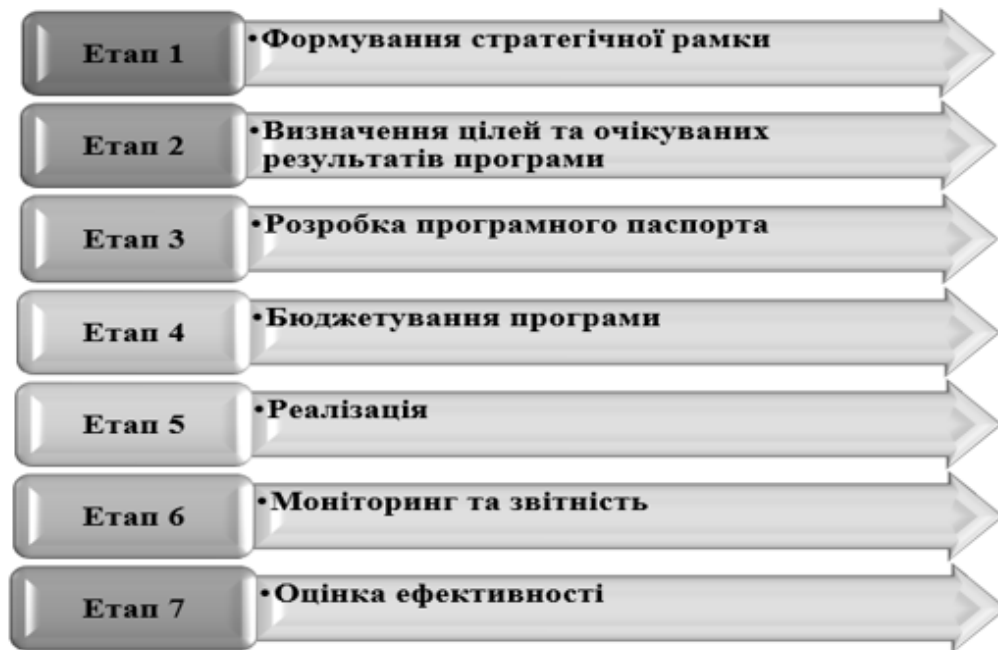 Етап 1
•Формування стратегічної рамки
Етап 2
•Визначення цілей та очікуваних
результатів програми
Етап 3
•Розробка програмного паспорта
Етап 4
•Бюджетування програми
Етап 5
•Реалізація
Етап 6
•Моніторинг та звітність
Етап 7
•Оцінка ефективності